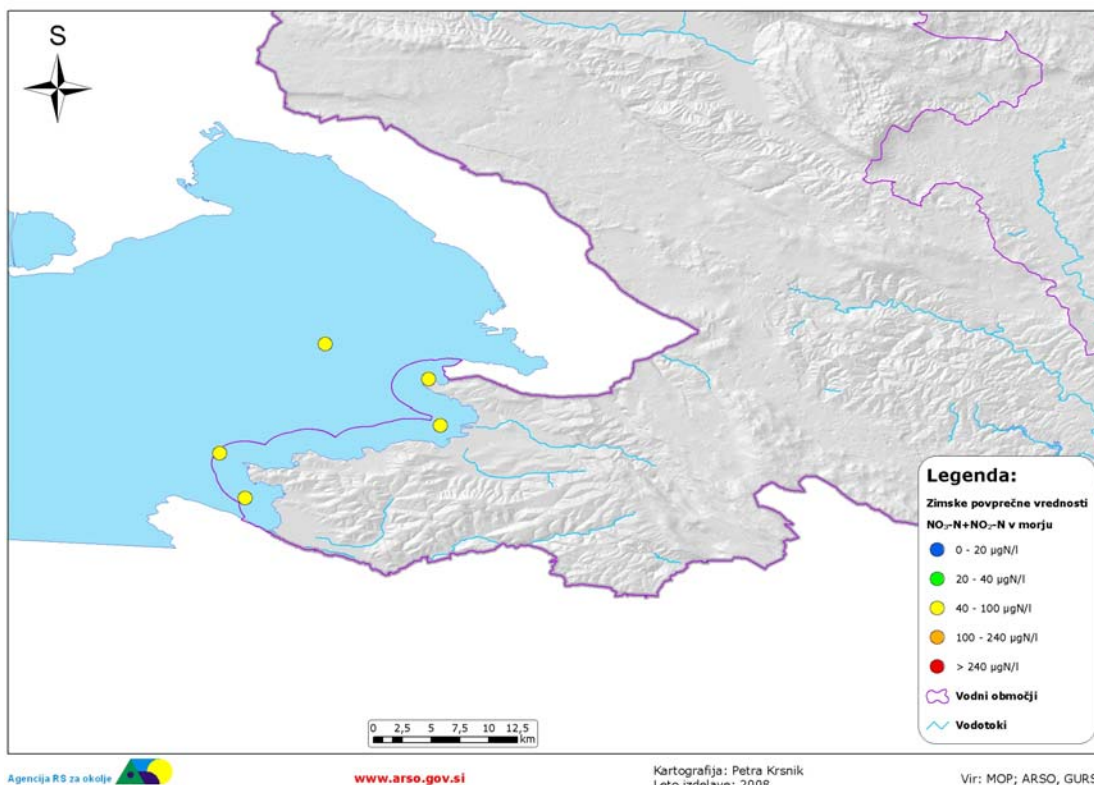 S
Legenda:
Zimske povprečne vrednosti
NO₃-N+NO₂-N v morju
0 - 20 µgN/l
20 - 40 µgN/l
40 - 100 µgN/l
100 - 240 µgN/l
> 240 µgN/l
Vodni območji
Vodotoki
0 2,5 5 7,5 10 12,5
km
Agencija RS za okolje
www.arso.gov.si
Kartografija: Petra Krsnik
Leto izdelave: 2008
Vir: MOP; ARSO, GURS